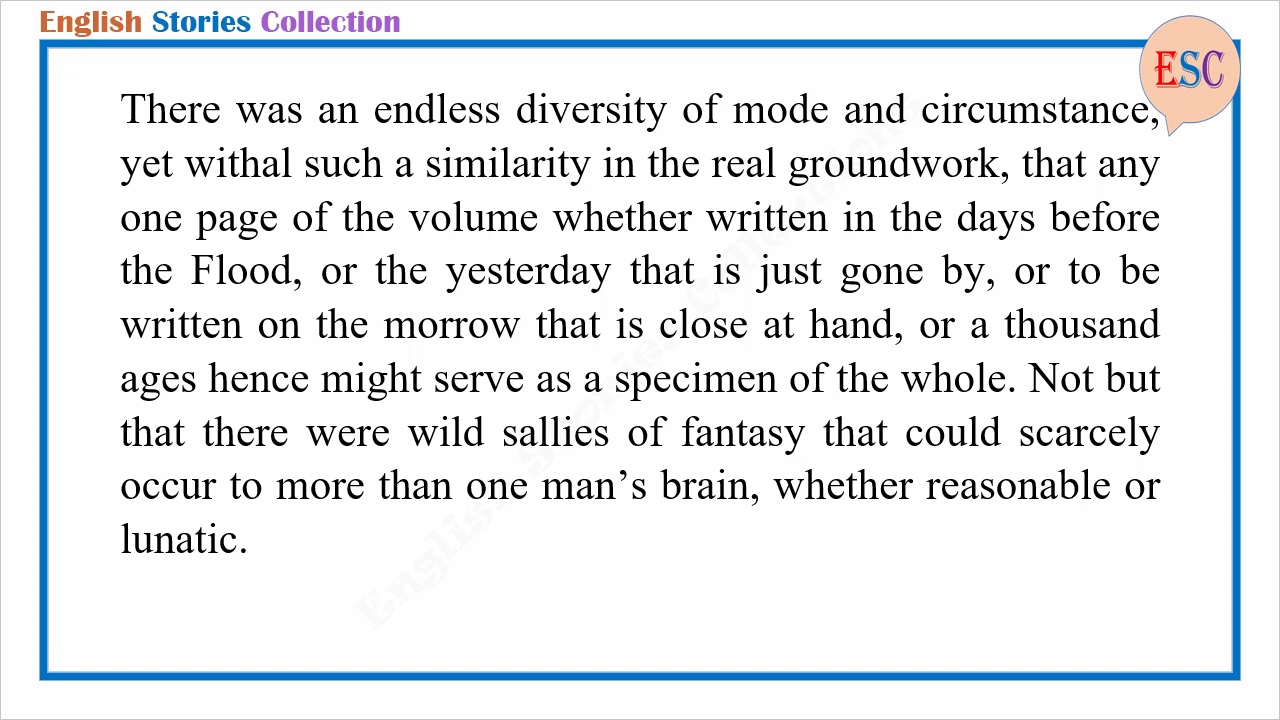 English Stories Collection
ESC
There was an endless diversity of mode and circumstance,
yet withal such a similarity in the real groundwork, that any
one page of the volume whether written in the days before
the Flood, or the yesterday that is just gone by, or to be
written on the morrow that is close at hand, or a thousand
ages hence might serve as a specimen of the whole. Not but
that there were wild sallies of fantasy that could scarcely
occur to more than one man’s brain, whether reasonable or
lunatic.
English Stories Collections